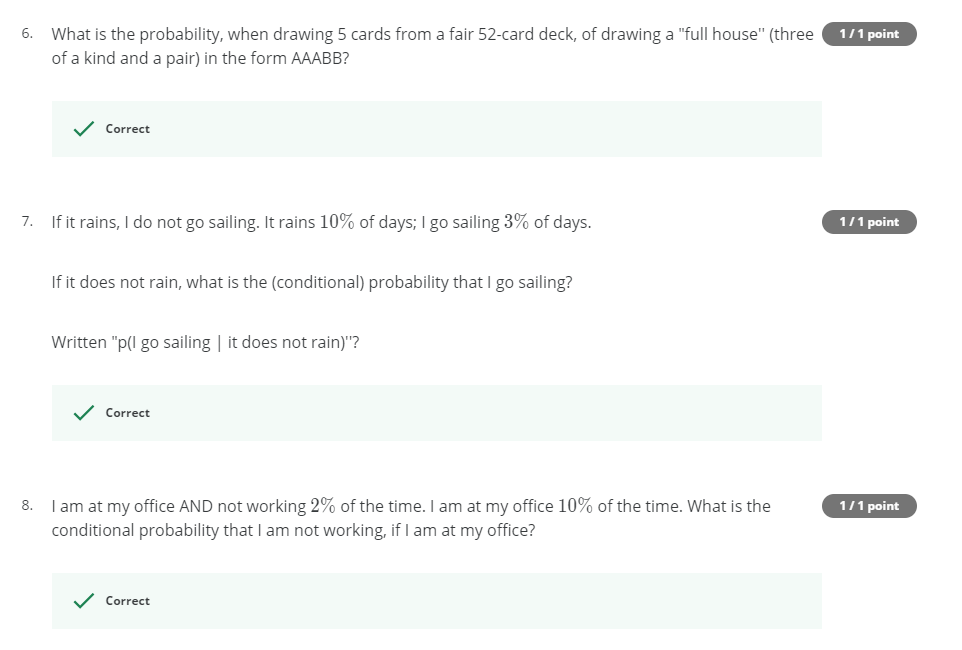 6. What is the probability, when drawing 5 cards from a fair 52-card deck, of drawing a "full house" (three 1 / 1 point
of a kind and a pair) in the form AAABB?
Correct
7. If it rains, I do not go sailing. It rains 10% of days; I go sailing 3% of days. 1 / 1 point
If it does not rain, what is the (conditional) probability that I go sailing?
Written "p(I go sailing | it does not rain)''?
Correct
8. I am at my office AND not working 2% of the time. I am at my office 10% of the time. What is the 1 / 1 point
conditional probability that I am not working, if I am at my office?
Correct